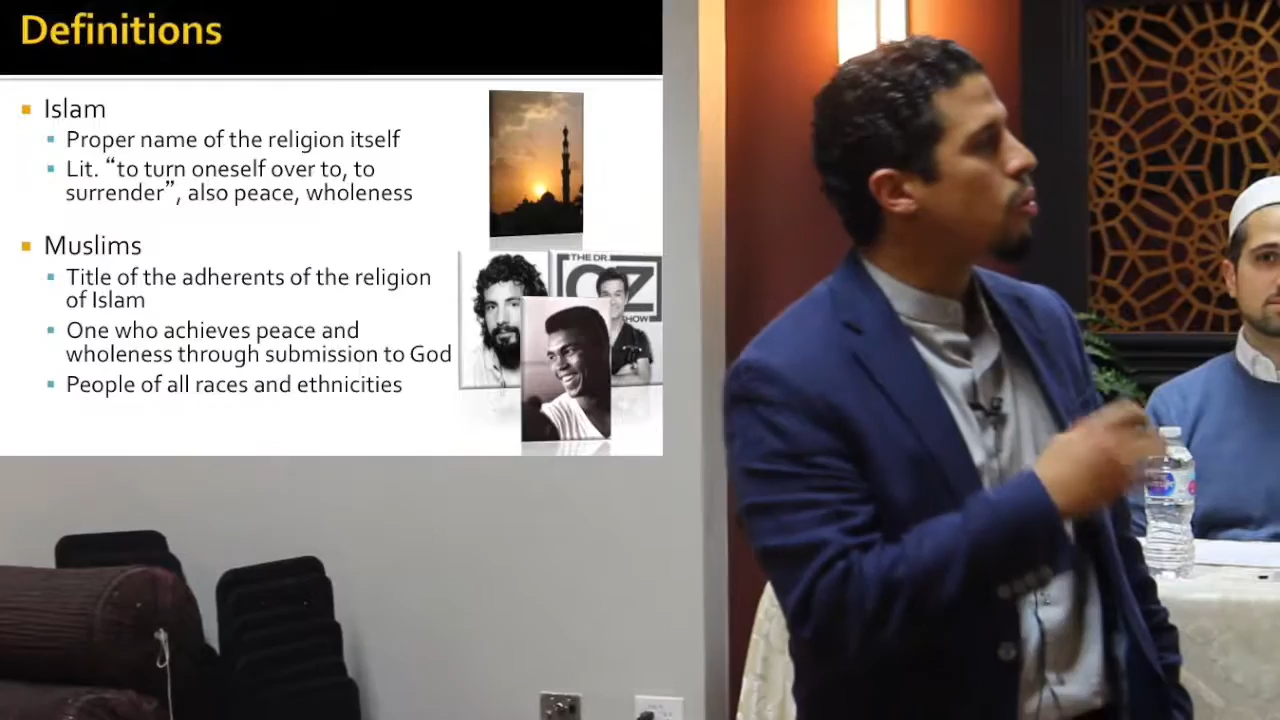 Definitions
Islam
Proper name of the religion itself
Lit. “to turn oneself over to, to
surrender”, also peace, wholeness
Muslims
Title of the adherents of the religion
of Islam
One who achieves peace and
wholeness through submission to God
People of all races and ethnicities
THE DR.
OZ
SHOW